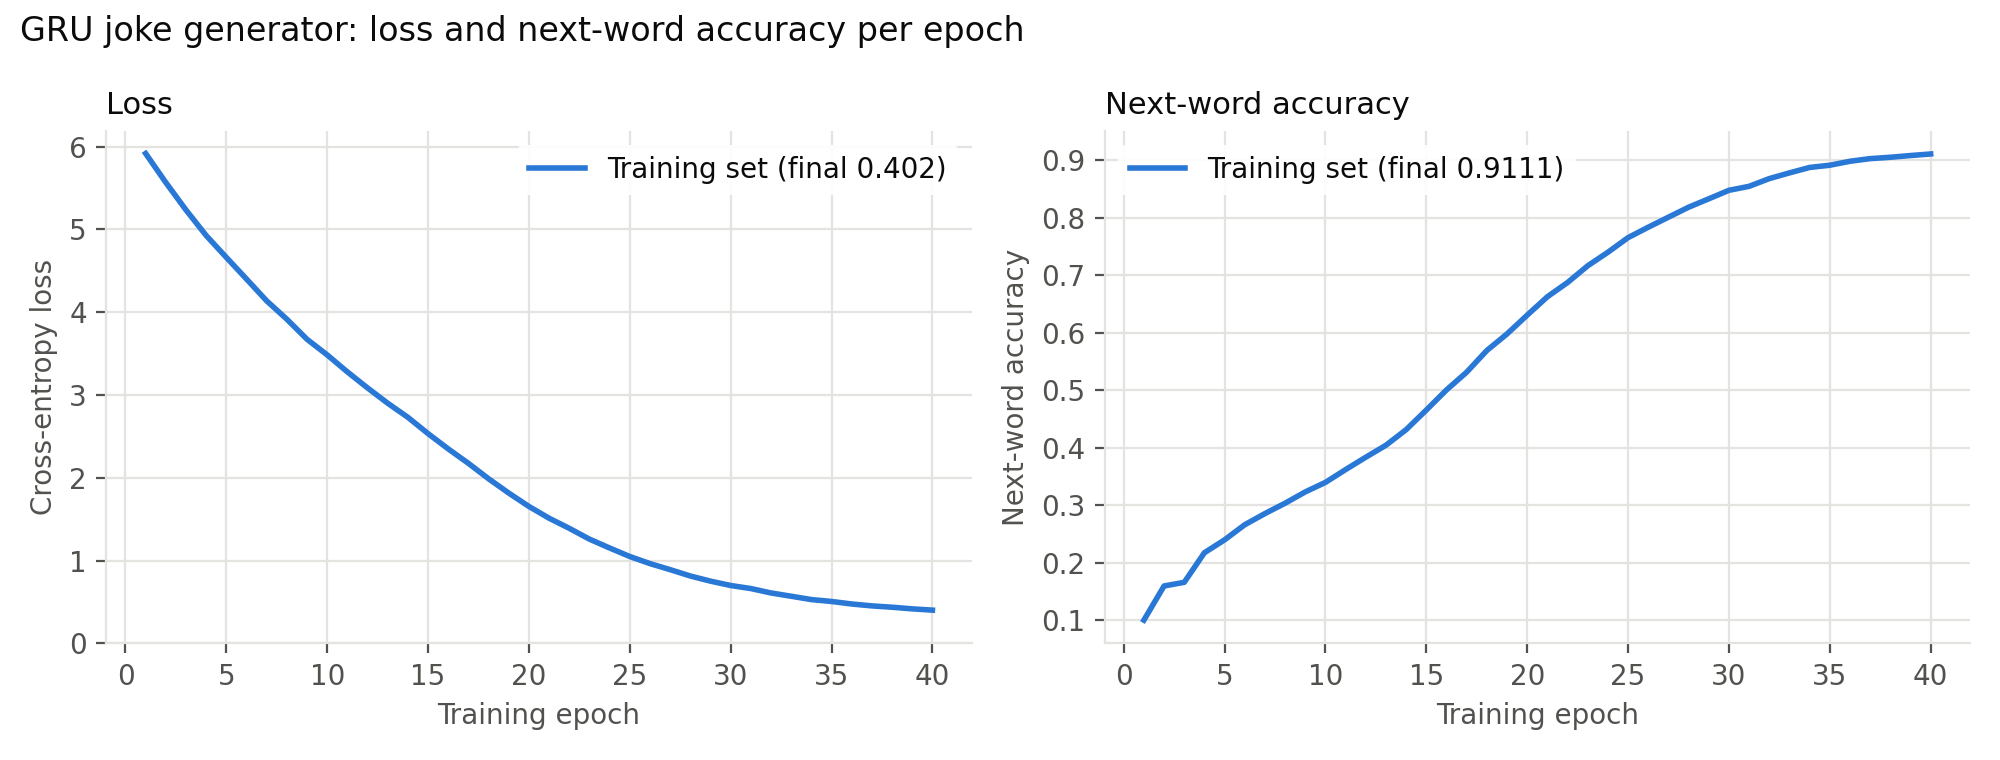 GRU joke generator: loss and next-word accuracy per epoch
Loss
Training set (final 0.402)
Cross-entropy loss
6
5
4
3
2
1
0
0 5 10 15 20 25 30 35 40
Training epoch
Next-word accuracy
Training set (final 0.9111)
Next-word accuracy
0.9
0.8
0.7
0.6
0.5
0.4
0.3
0.2
0.1
0 5 10 15 20 25 30 35 40
Training epoch